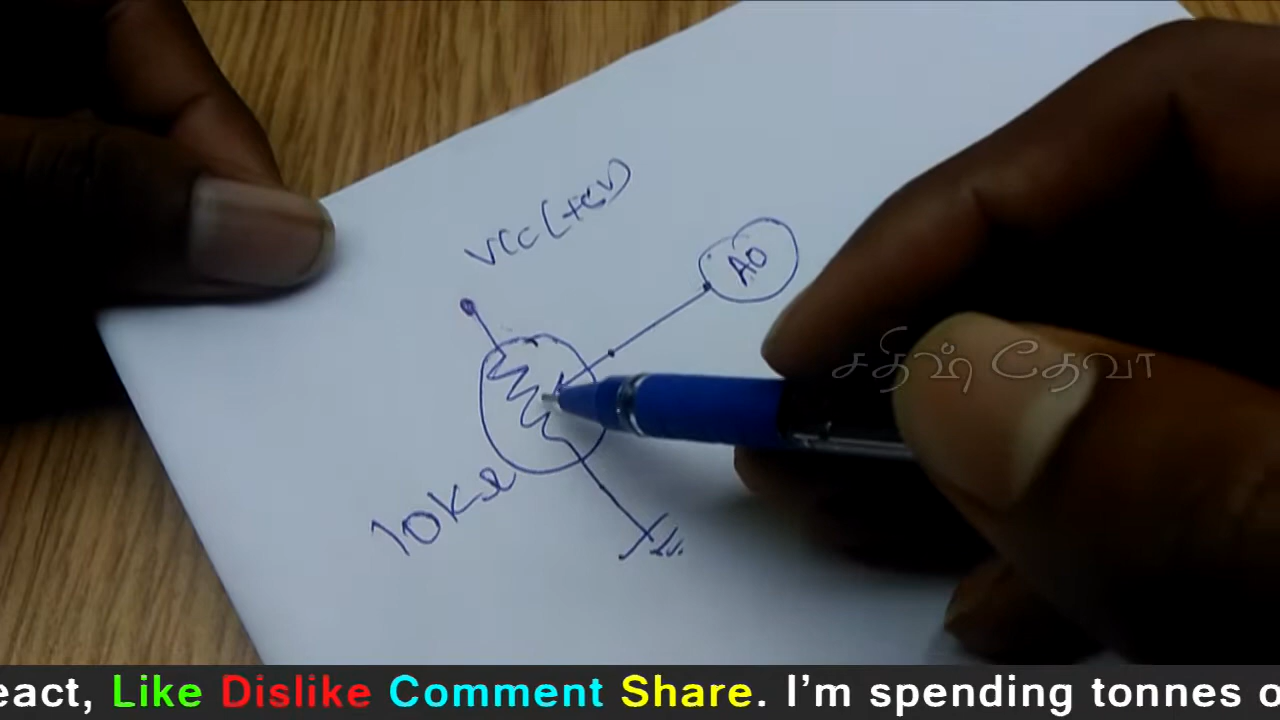 VCC(+5V)
A0
10KΩ
சதிஷ் தேவா
eact, Like Dislike Comment Share. I’m spending tonnes o